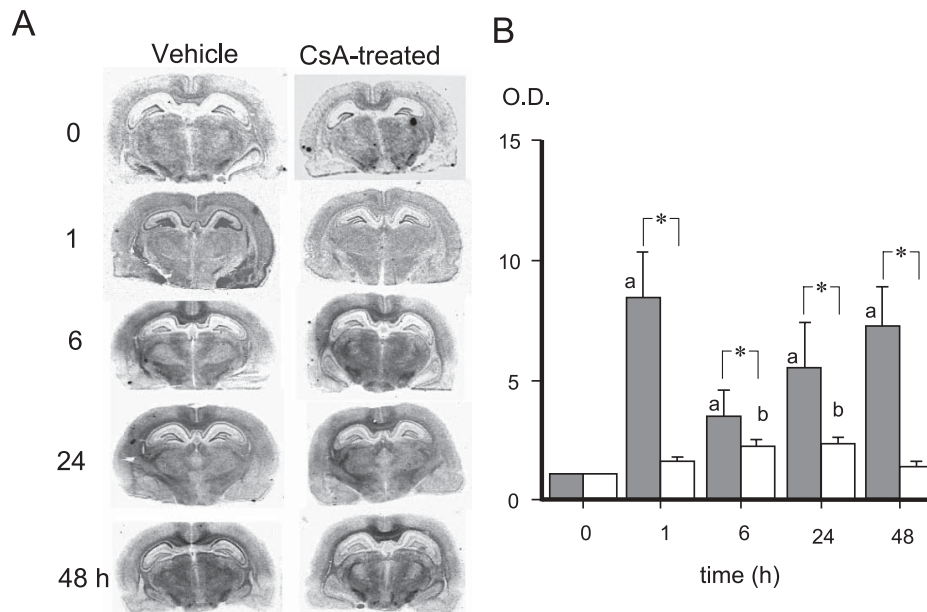 A
Vehicle CsA-treated
0
1
6
24
48 h
B
O.D.
15
10
5
0
a * 
a * b
a * b
a *
0 1 6 24 48
time (h)